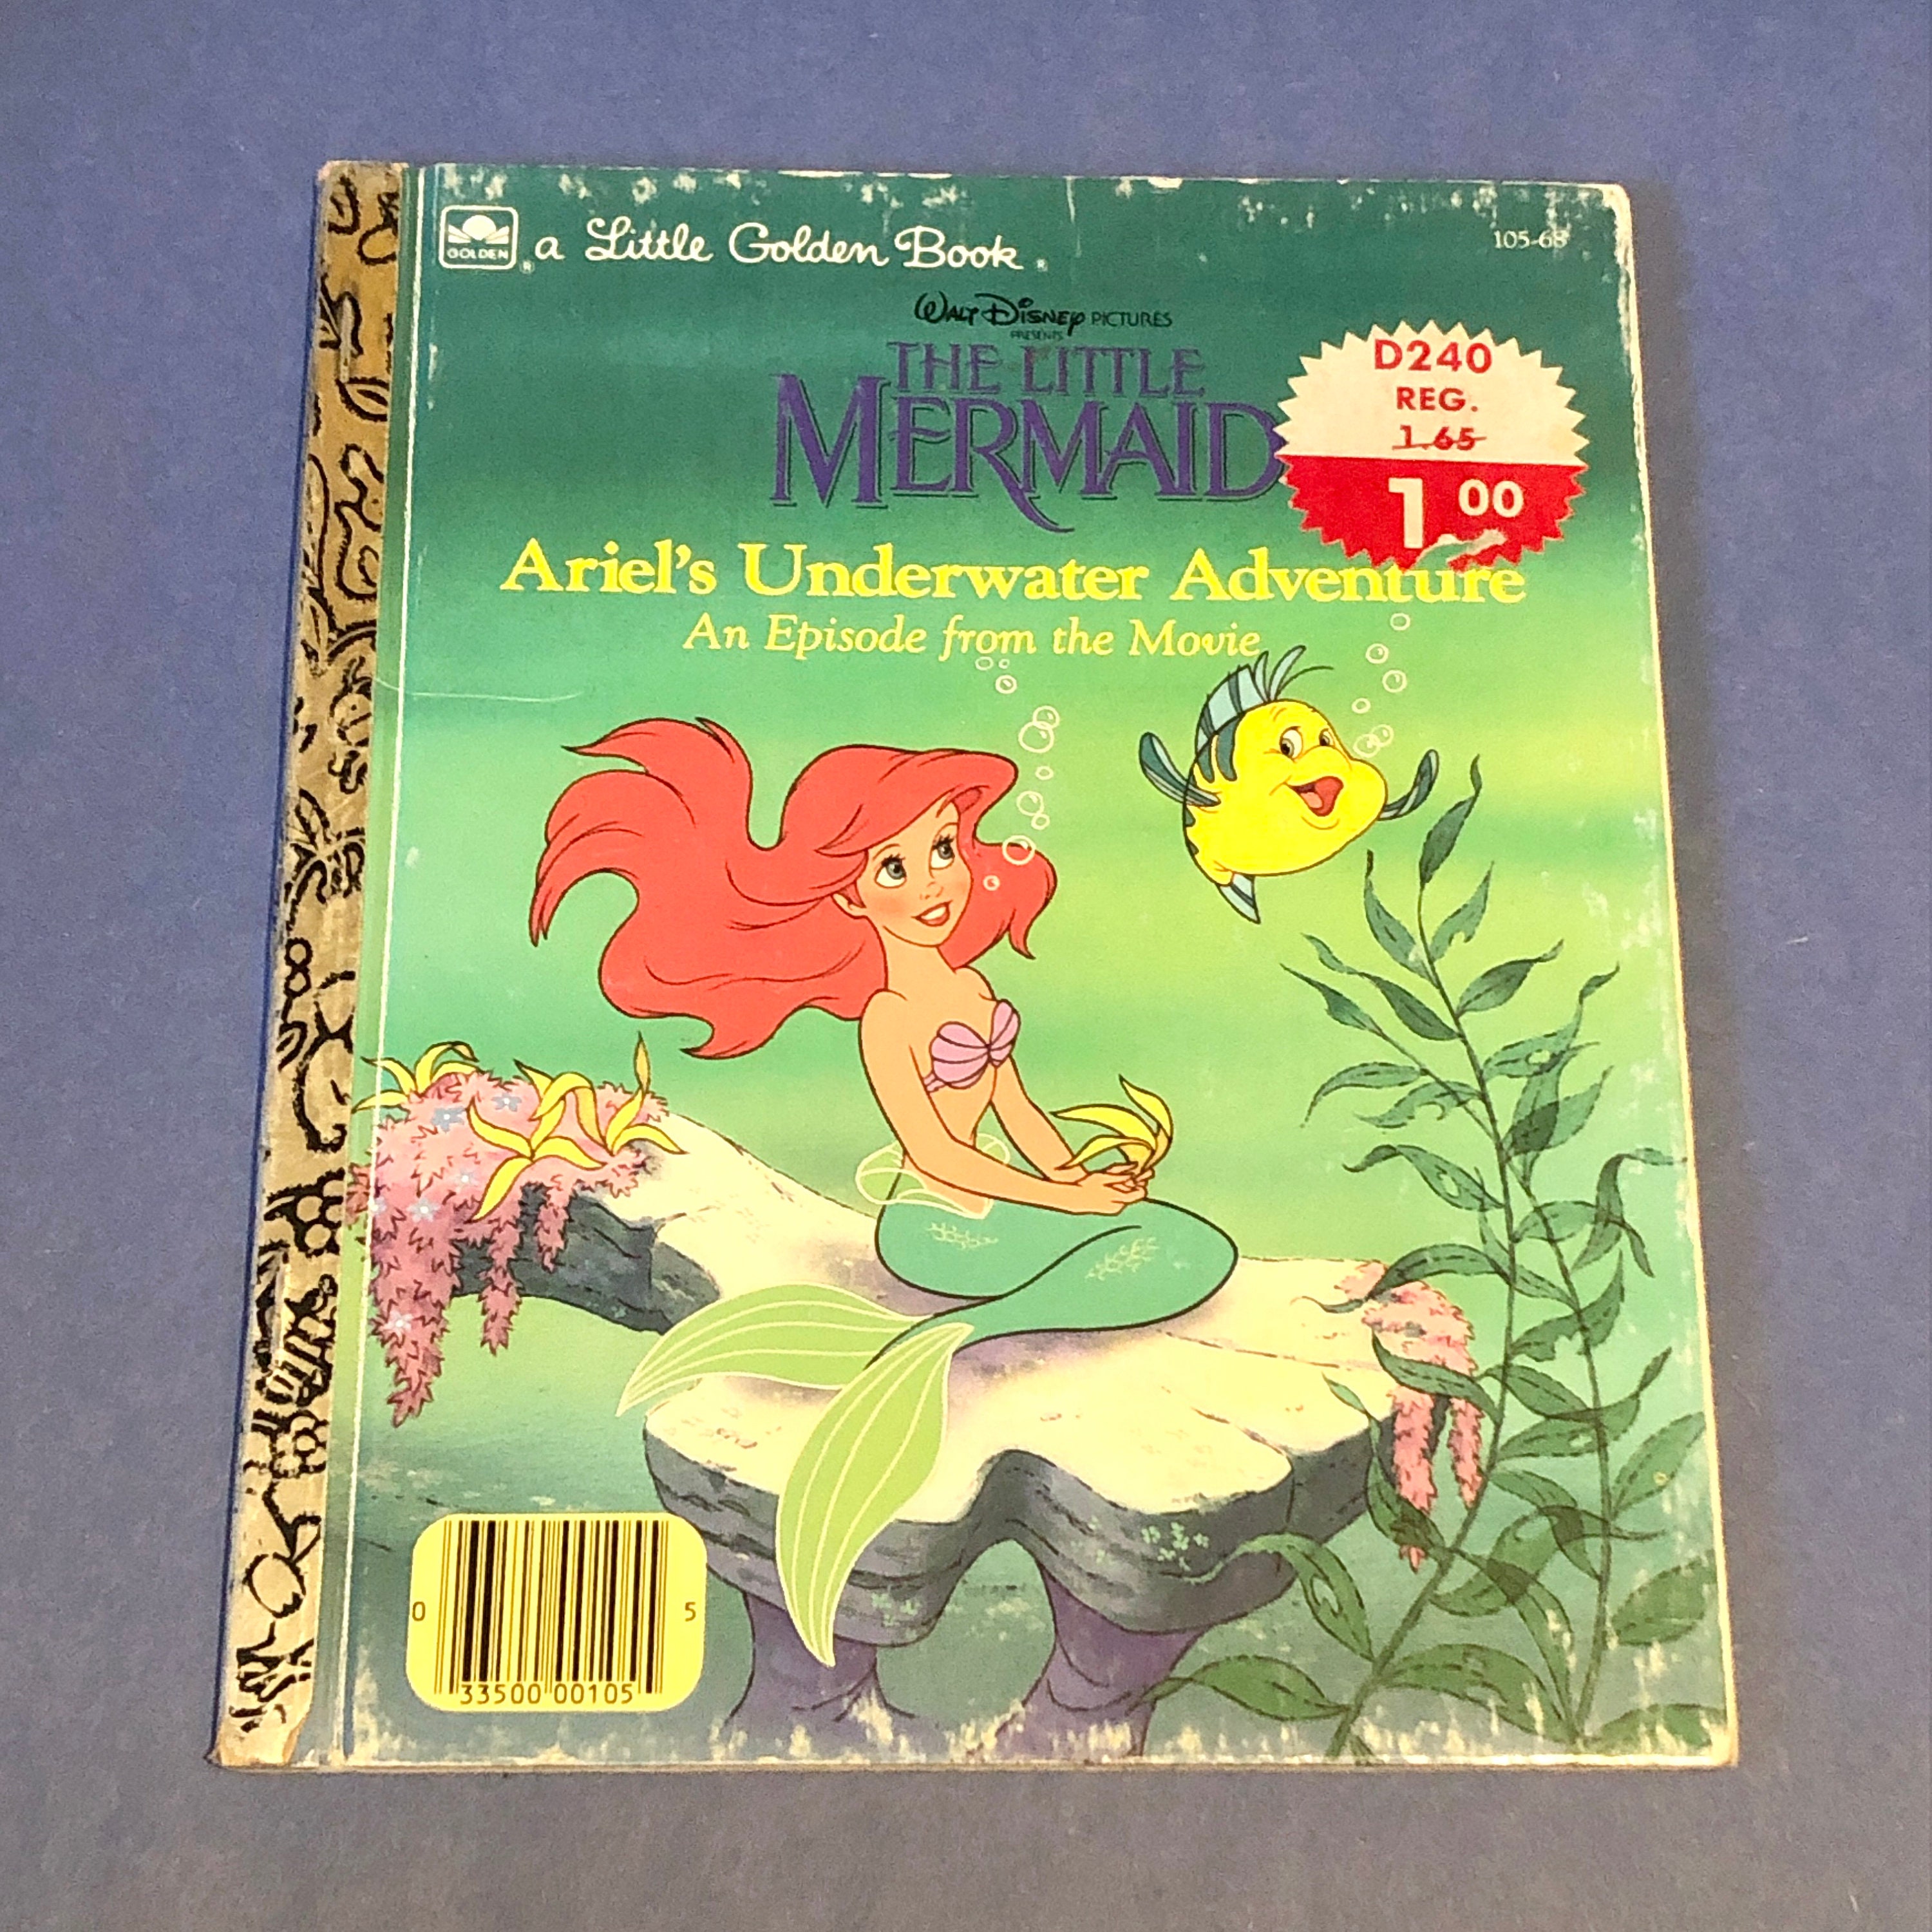 GOLDEN
a Little Golden Book
105-68
WALT DISNEY PICTURES
PRESENTS
THE LITTLE
MERMAID
D240
REG.
1.65
1.00
Ariel's Underwater Adventure
An Episode from the Movie
0 33500 00105 5